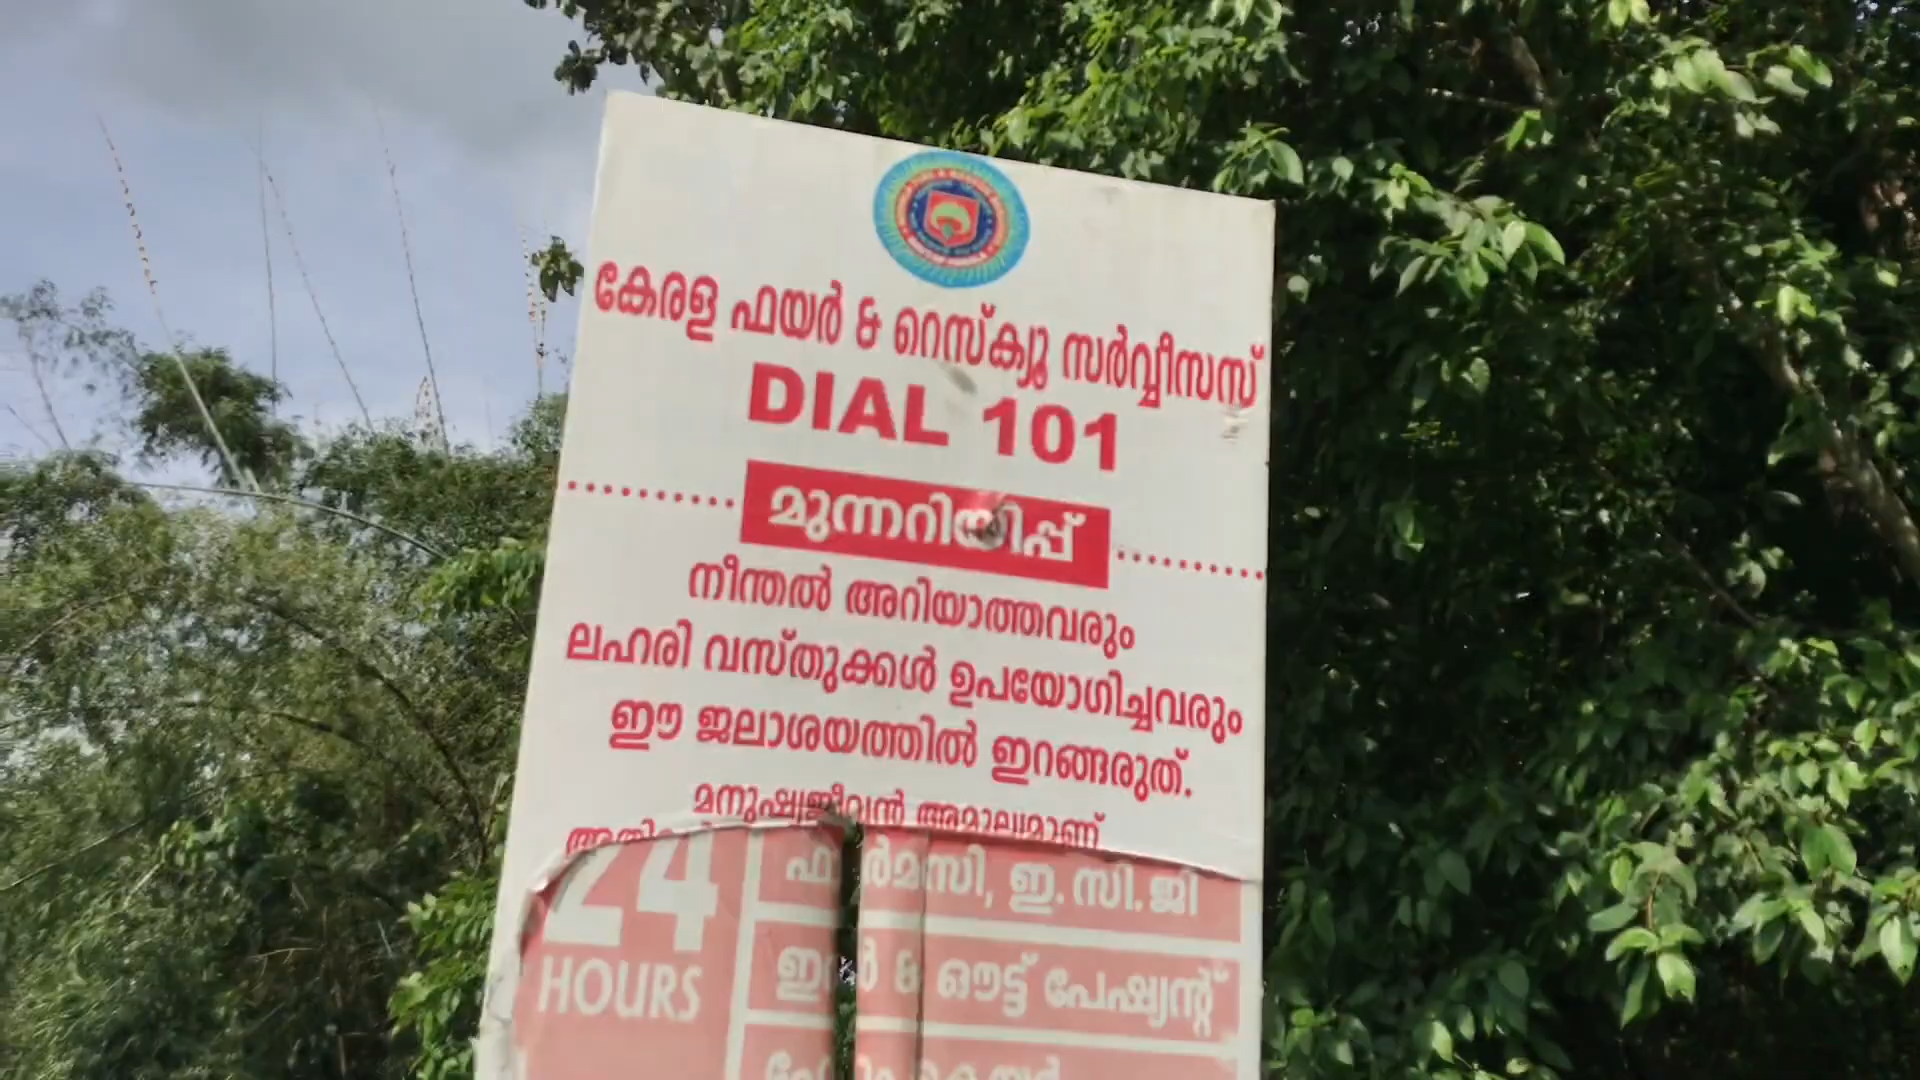 കേരള ഫയർ & റെസ്ക്യൂ സർവ്വീസസ്
DIAL 101
മുന്നറിയിപ്പ്
നീന്തൽ അറിയാത്തവരും
ലഹരി വസ്തുക്കൾ ഉപയോഗിച്ചവരും
ഈ ജലാശയത്തിൽ ഇറങ്ങരുത്.
മനുഷ്യജീവൻ അമൂല്യമാണ്
24
HOURS
ഫാർമസി, ഇ.സി.ജി
& ഔട്ട് പേഷ്യന്റ്